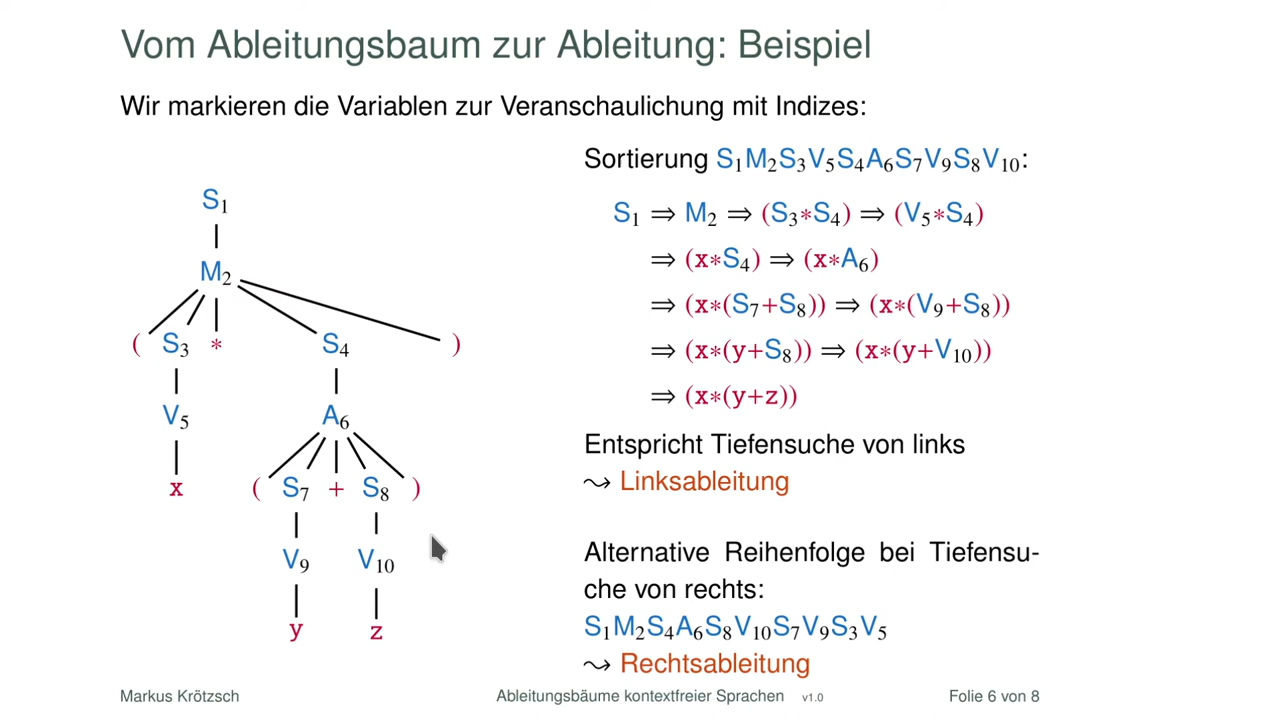 Vom Ableitungsbaum zur Ableitung: Beispiel
Wir markieren die Variablen zur Veranschaulichung mit Indizes:
S₁
M₂
( S₃ * S₄ )
V₅ A₆
x ( S₇ + S₈ )
V₉ V₁₀
y z
Sortierung S₁M₂S₃V₅S₄A₆S₇V₉S₈V₁₀:
S₁ ⇒ M₂ ⇒ (S₃*S₄) ⇒ (V₅*S₄)
⇒ (x*S₄) ⇒ (x*A₆)
⇒ (x*(S₇+S₈)) ⇒ (x*(V₉+S₈))
⇒ (x*(y+S₈)) ⇒ (x*(y+V₁₀))
⇒ (x*(y+z))
Entspricht Tiefensuche von links
⤳ Linksableitung
Alternative Reihenfolge bei Tiefensu-
che von rechts:
S₁M₂S₄A₆S₈V₁₀S₇V₉S₃V₅
⤳ Rechtsableitung
Markus Krötzsch Ableitungsbäume kontextfreier Sprachen v1.0 Folie 6 von 8